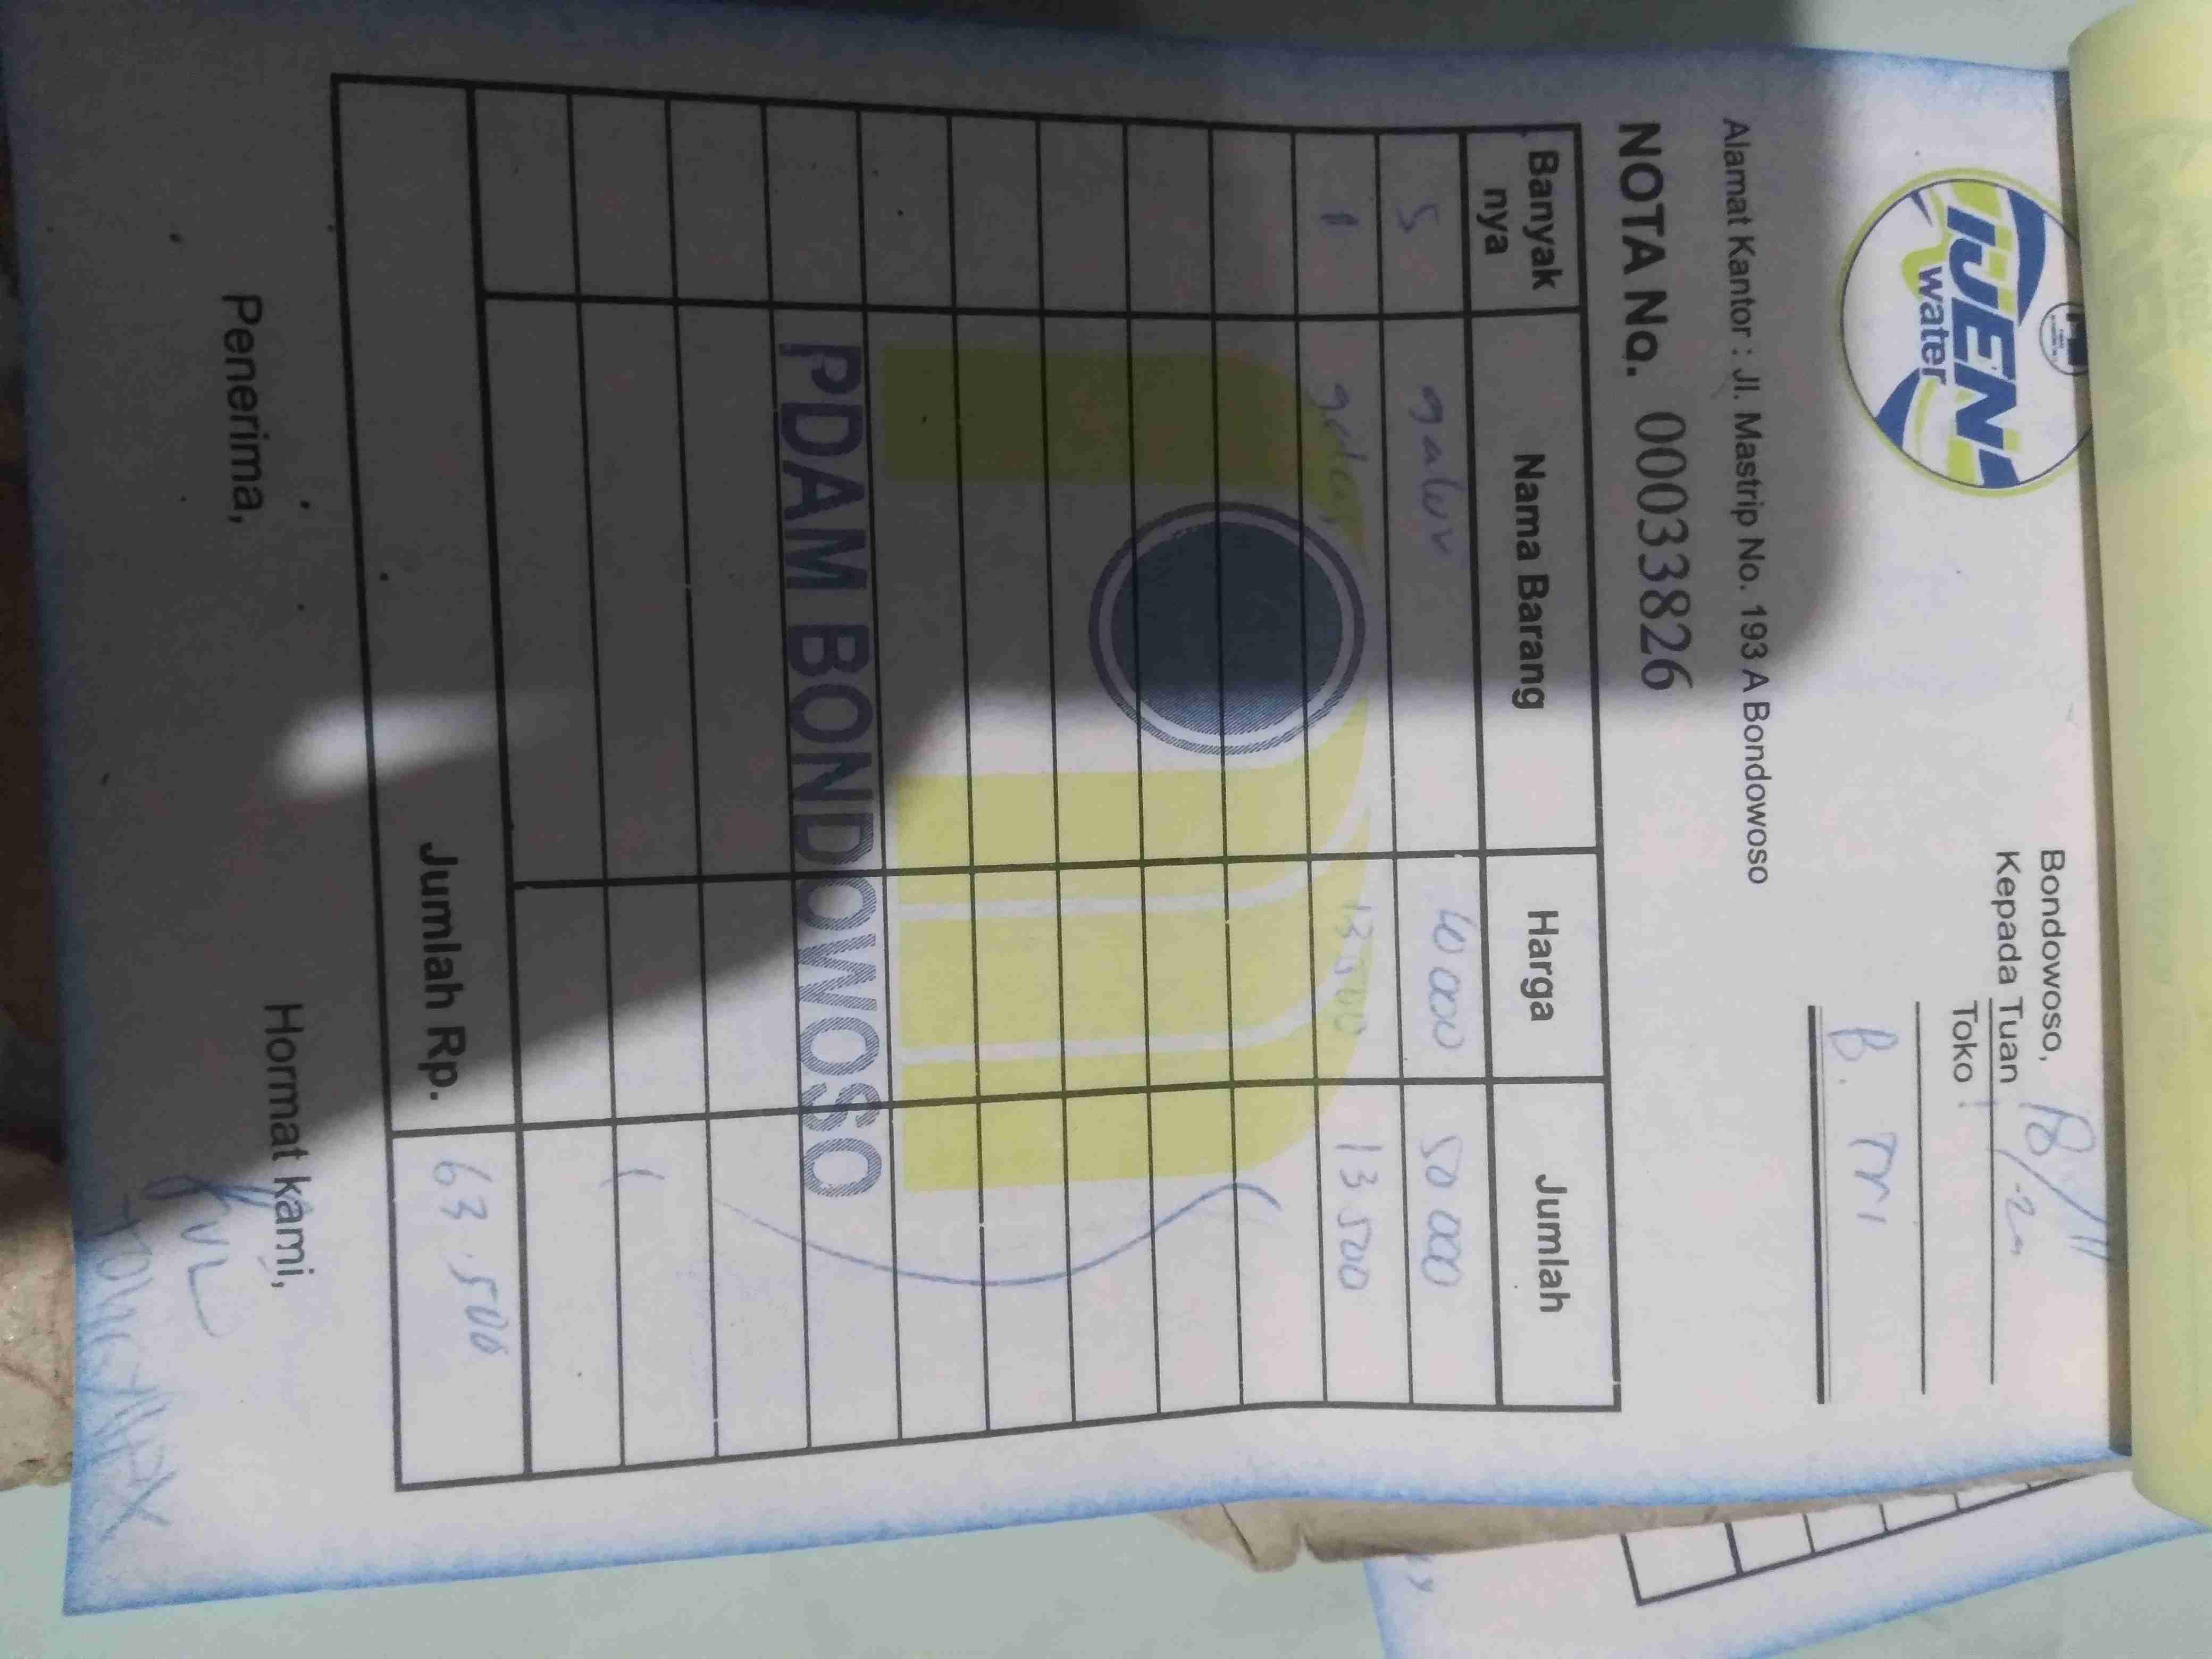 IJEN
water
Bondowoso, 18/11
Kepada Tuan
Toko
B. Tri
Alamat Kantor : Jl. Mastrip No. 193 A Bondowoso
NOTA No. 00033826
Banyak nya Nama Barang Harga Jumlah
5 galon 10 000 50 000
1 galon 13 500 13 500
PDAM BONDOWOSO
Jumlah Rp. 63.500
Penerima, Hormat kami,